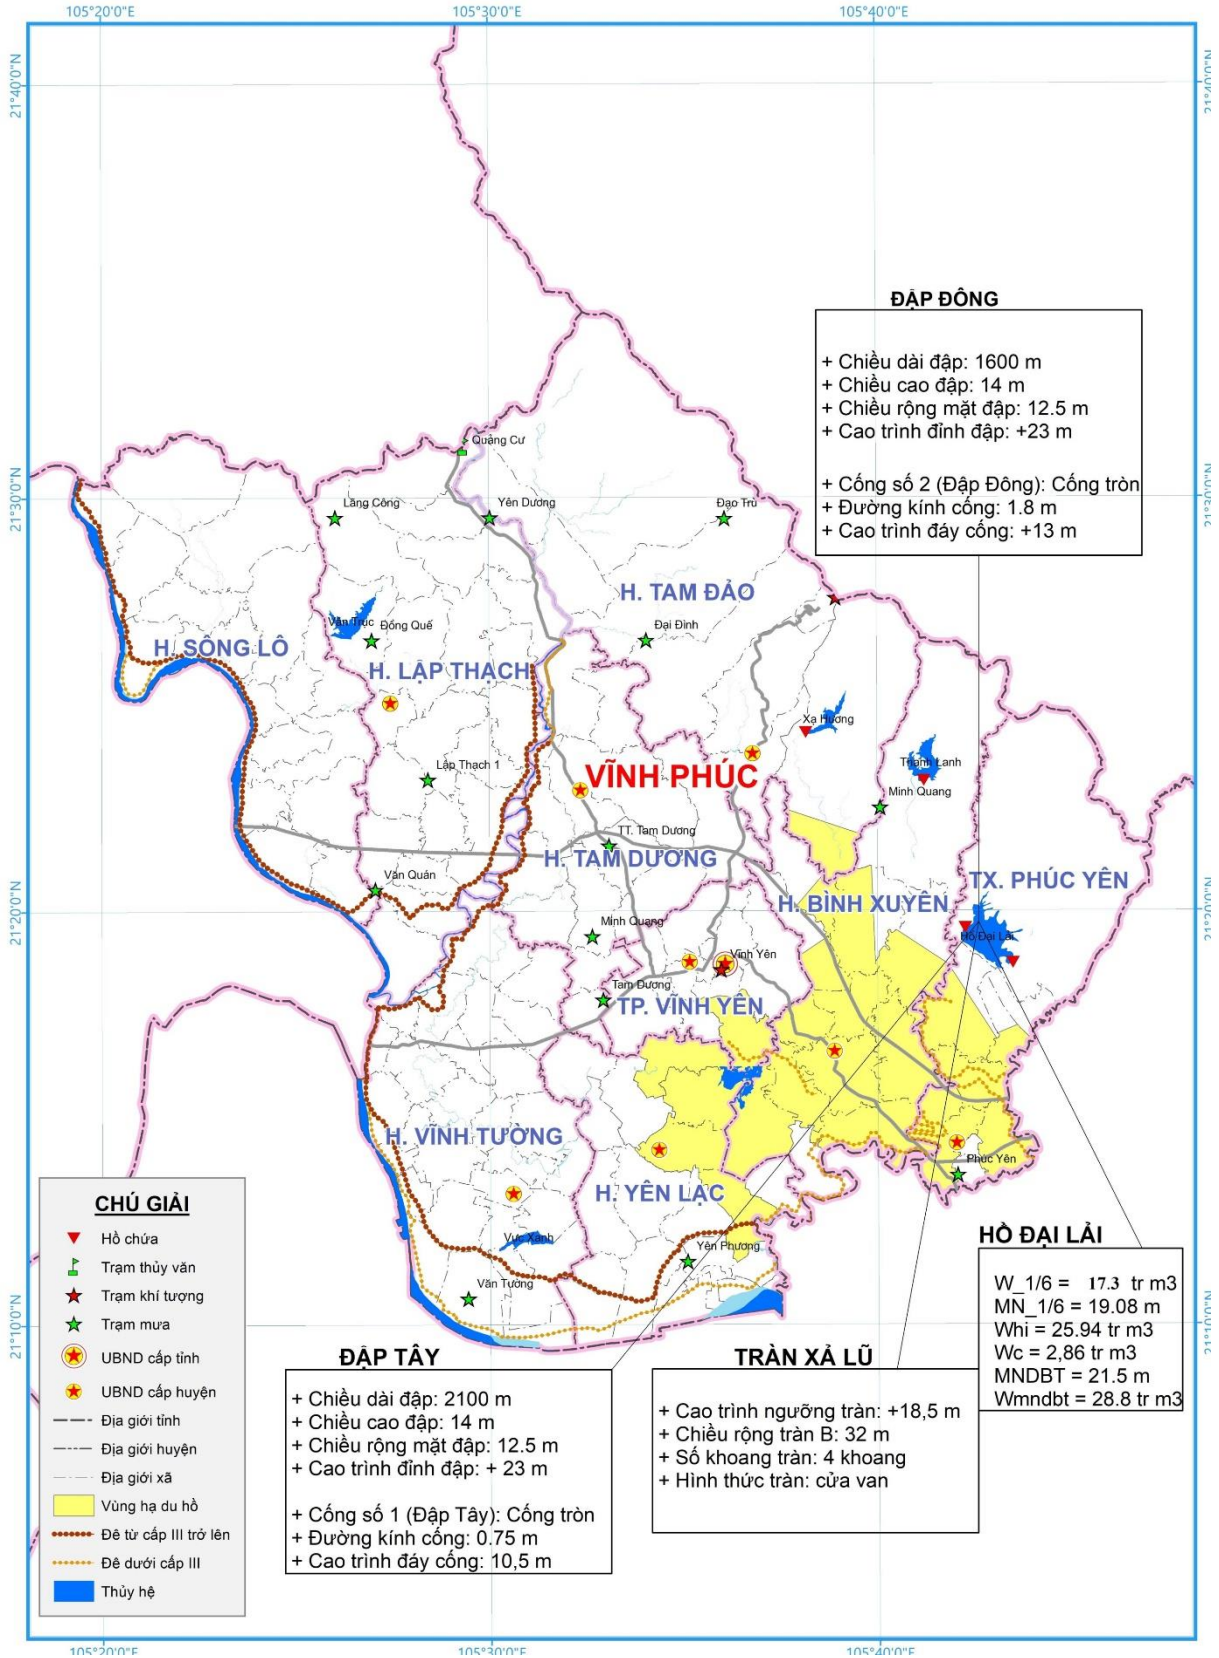 105°20'0"E
105°30'0"E
105°40'0"E
21°40'0"N
21°40'0"N
ĐẬP ĐÔNG
+ Chiều dài đập: 1600 m
+ Chiều cao đập: 14 m
+ Chiều rộng mặt đập: 12.5 m
+ Cao trình đỉnh đập: +23 m
+ Cống số 2 (Đập Đông): Cống tròn
+ Đường kính cống: 1.8 m
+ Cao trình đáy cống: +13 m
Quảng Cư
21°30'0"N
21°30'0"N
Lãng Công
Yên Dương
Đạo Trù
H. TAM ĐẢO
Vân Trục
Đồng Quế
Đại Đình
H. SÔNG LÔ
H. LẬP THẠCH
Xạ Hương
Thanh Lanh
Lập Thạch 1
VĨNH PHÚC
Minh Quang
TT. Tam Dương
H. TAM DƯƠNG
Văn Quán
H. BÌNH XUYÊN
TX. PHÚC YÊN
21°20'0"N
21°20'0"N
Minh Quang
Hồ Đại Lải
Vĩnh Yên
Tam Dương
TP. VĨNH YÊN
H. VĨNH TƯỜNG
Phúc Yên
H. YÊN LẠC
Vực Xanh
Yên Phương
Văn Tường
21°10'0"N
21°10'0"N
CHÚ GIẢI
Hồ chứa
Trạm thủy văn
Trạm khí tượng
Trạm mưa
UBND cấp tỉnh
UBND cấp huyện
Địa giới tỉnh
Địa giới huyện
Địa giới xã
Vùng hạ du hồ
Đê từ cấp III trở lên
Đê dưới cấp III
Thủy hệ
ĐẬP TÂY
+ Chiều dài đập: 2100 m
+ Chiều cao đập: 14 m
+ Chiều rộng mặt đập: 12.5 m
+ Cao trình đỉnh đập: + 23 m
+ Cống số 1 (Đập Tây): Cống tròn
+ Đường kính cống: 0.75 m
+ Cao trình đáy cống: 10,5 m
TRÀN XẢ LŨ
+ Cao trình ngưỡng tràn: +18,5 m
+ Chiều rộng tràn B: 32 m
+ Số khoang tràn: 4 khoang
+ Hình thức tràn: cửa van
HỒ ĐẠI LẢI
W_1/6 = 17.3 tr m3
MN_1/6 = 19.08 m
Whi = 25.94 tr m3
Wc = 2,86 tr m3
MNDBT = 21.5 m
Wmndbt = 28.8 tr m3
105°20'0"E
105°30'0"E
105°40'0"E